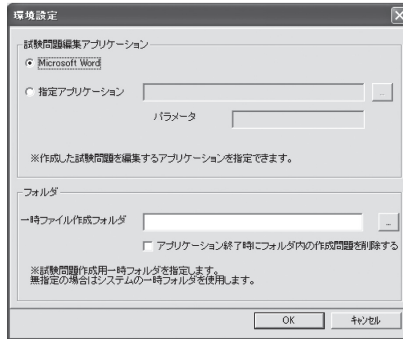 環境設定
試験問題編集アプリケーション
Microsoft Word
指定アプリケーション
...
パラメータ
※作成した試験問題を編集するアプリケーションを指定できます。
フォルダ
一時ファイル作成フォルダ
...
アプリケーション終了時にフォルダ内の作成問題を削除する
※試験問題作成用一時フォルダを指定します。
無指定の場合はシステムの一時フォルダを使用します。
OK キャンセル